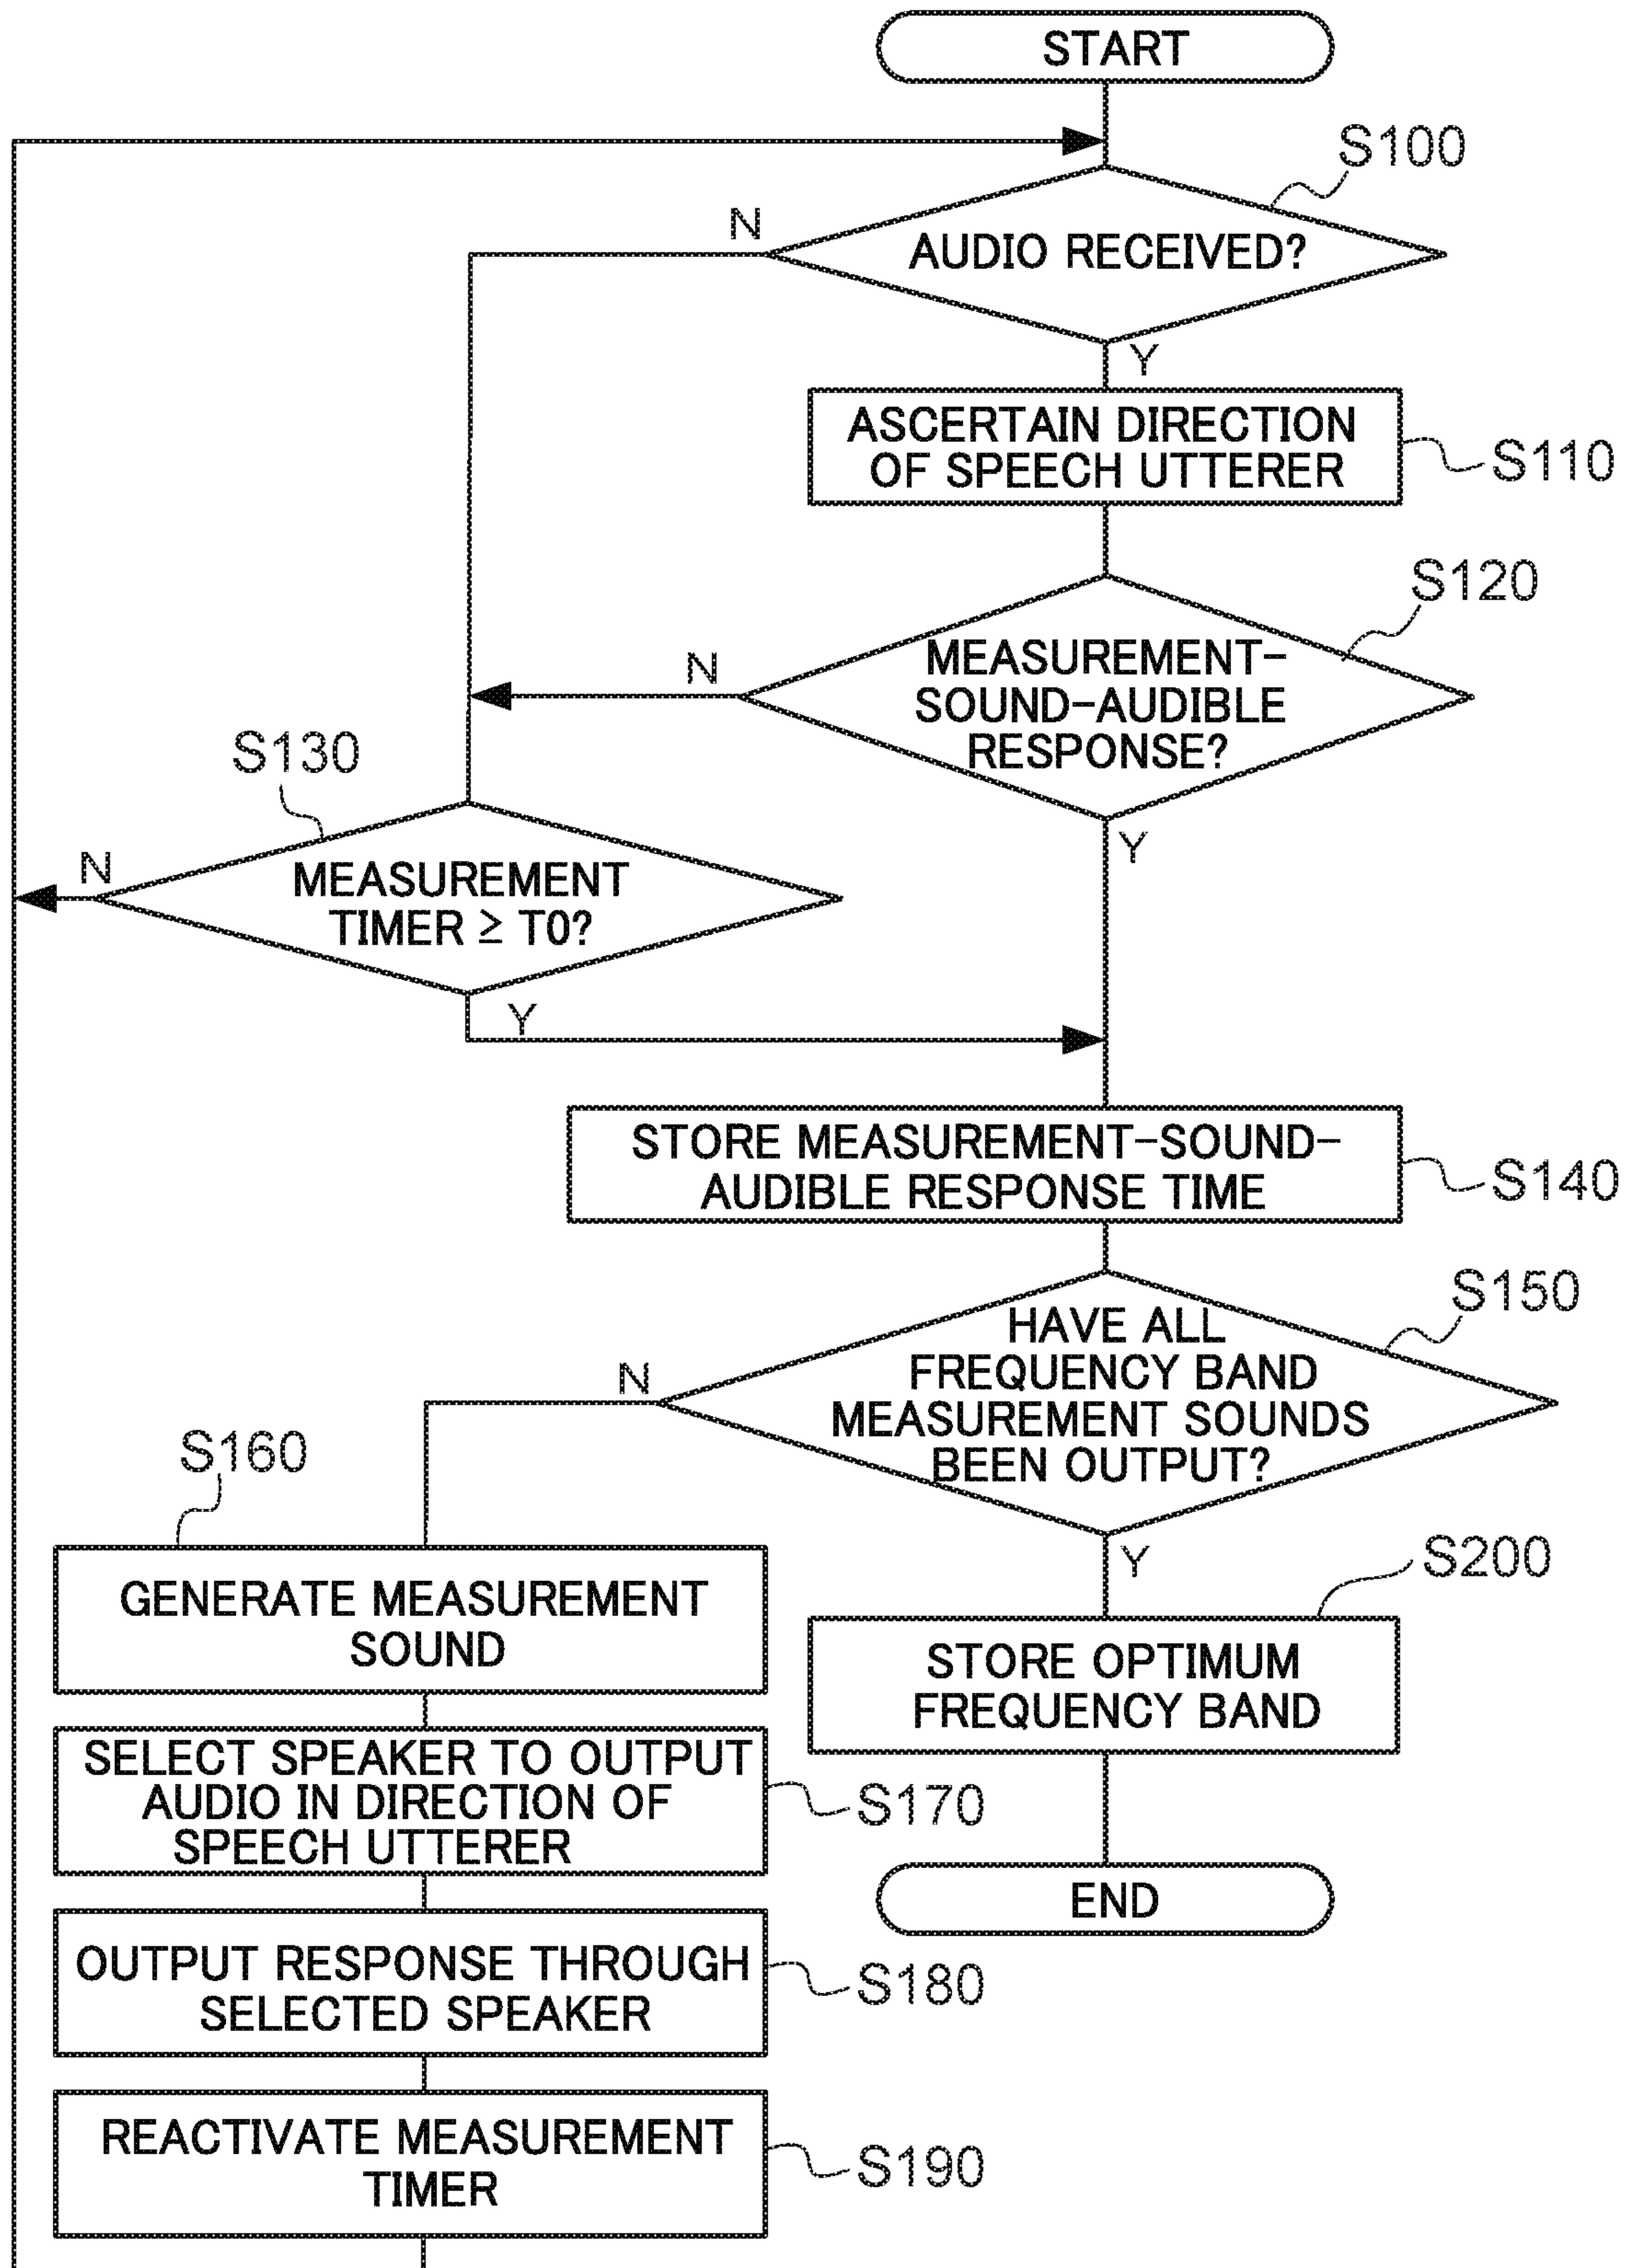 START
S100
N
AUDIO RECEIVED?
Y
ASCERTAIN DIRECTION
OF SPEECH UTTERER
S110
S120
N
MEASUREMENT-
SOUND-AUDIBLE
RESPONSE?
Y
S130
N
MEASUREMENT
TIMER ≥ T0?
Y
STORE MEASUREMENT-SOUND-
AUDIBLE RESPONSE TIME
S140
S150
N
HAVE ALL
FREQUENCY BAND
MEASUREMENT SOUNDS
BEEN OUTPUT?
Y
S160
GENERATE MEASUREMENT
SOUND
S200
STORE OPTIMUM
FREQUENCY BAND
SELECT SPEAKER TO OUTPUT
AUDIO IN DIRECTION OF
SPEECH UTTERER
S170
END
OUTPUT RESPONSE THROUGH
SELECTED SPEAKER
S180
REACTIVATE MEASUREMENT
TIMER
S190